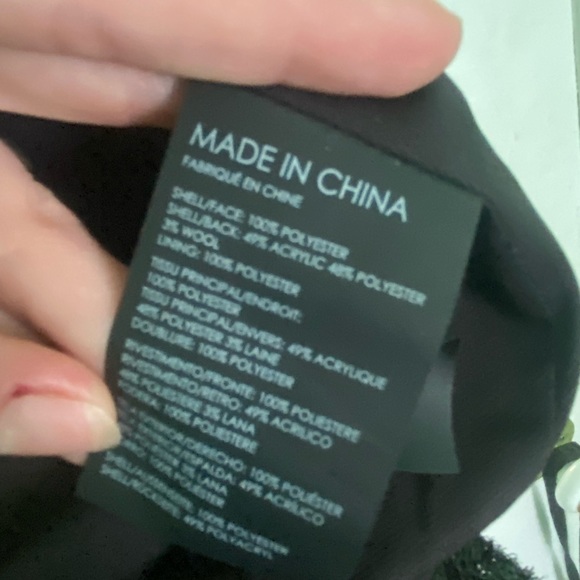 MADE IN CHINA
FABRIQUÉ EN CHINE
SHELL/FACE: 100% POLYESTER
SHELL/BACK: 49% ACRYLIC 48% POLYESTER
3% WOOL
LINING: 100% POLYESTER
TISSU PRINCIPAL/ENDROIT:
100% POLYESTER
TISSU PRINCIPAL/ENVERS: 49% ACRYLIQUE
48% POLYESTER 3% LAINE
DOUBLURE: 100% POLYESTER
RIVESTIMENTO/FRONTE: 100% POLIESTERE
RIVESTIMENTO/RETRO: 49% ACRILICO
48% POLIESTERE 3% LANA
100% POLIESTERE
100% POLIÉSTER
49% ACRÍLICO
3% LANA
100% POLYESTER
49% POLYACRYL